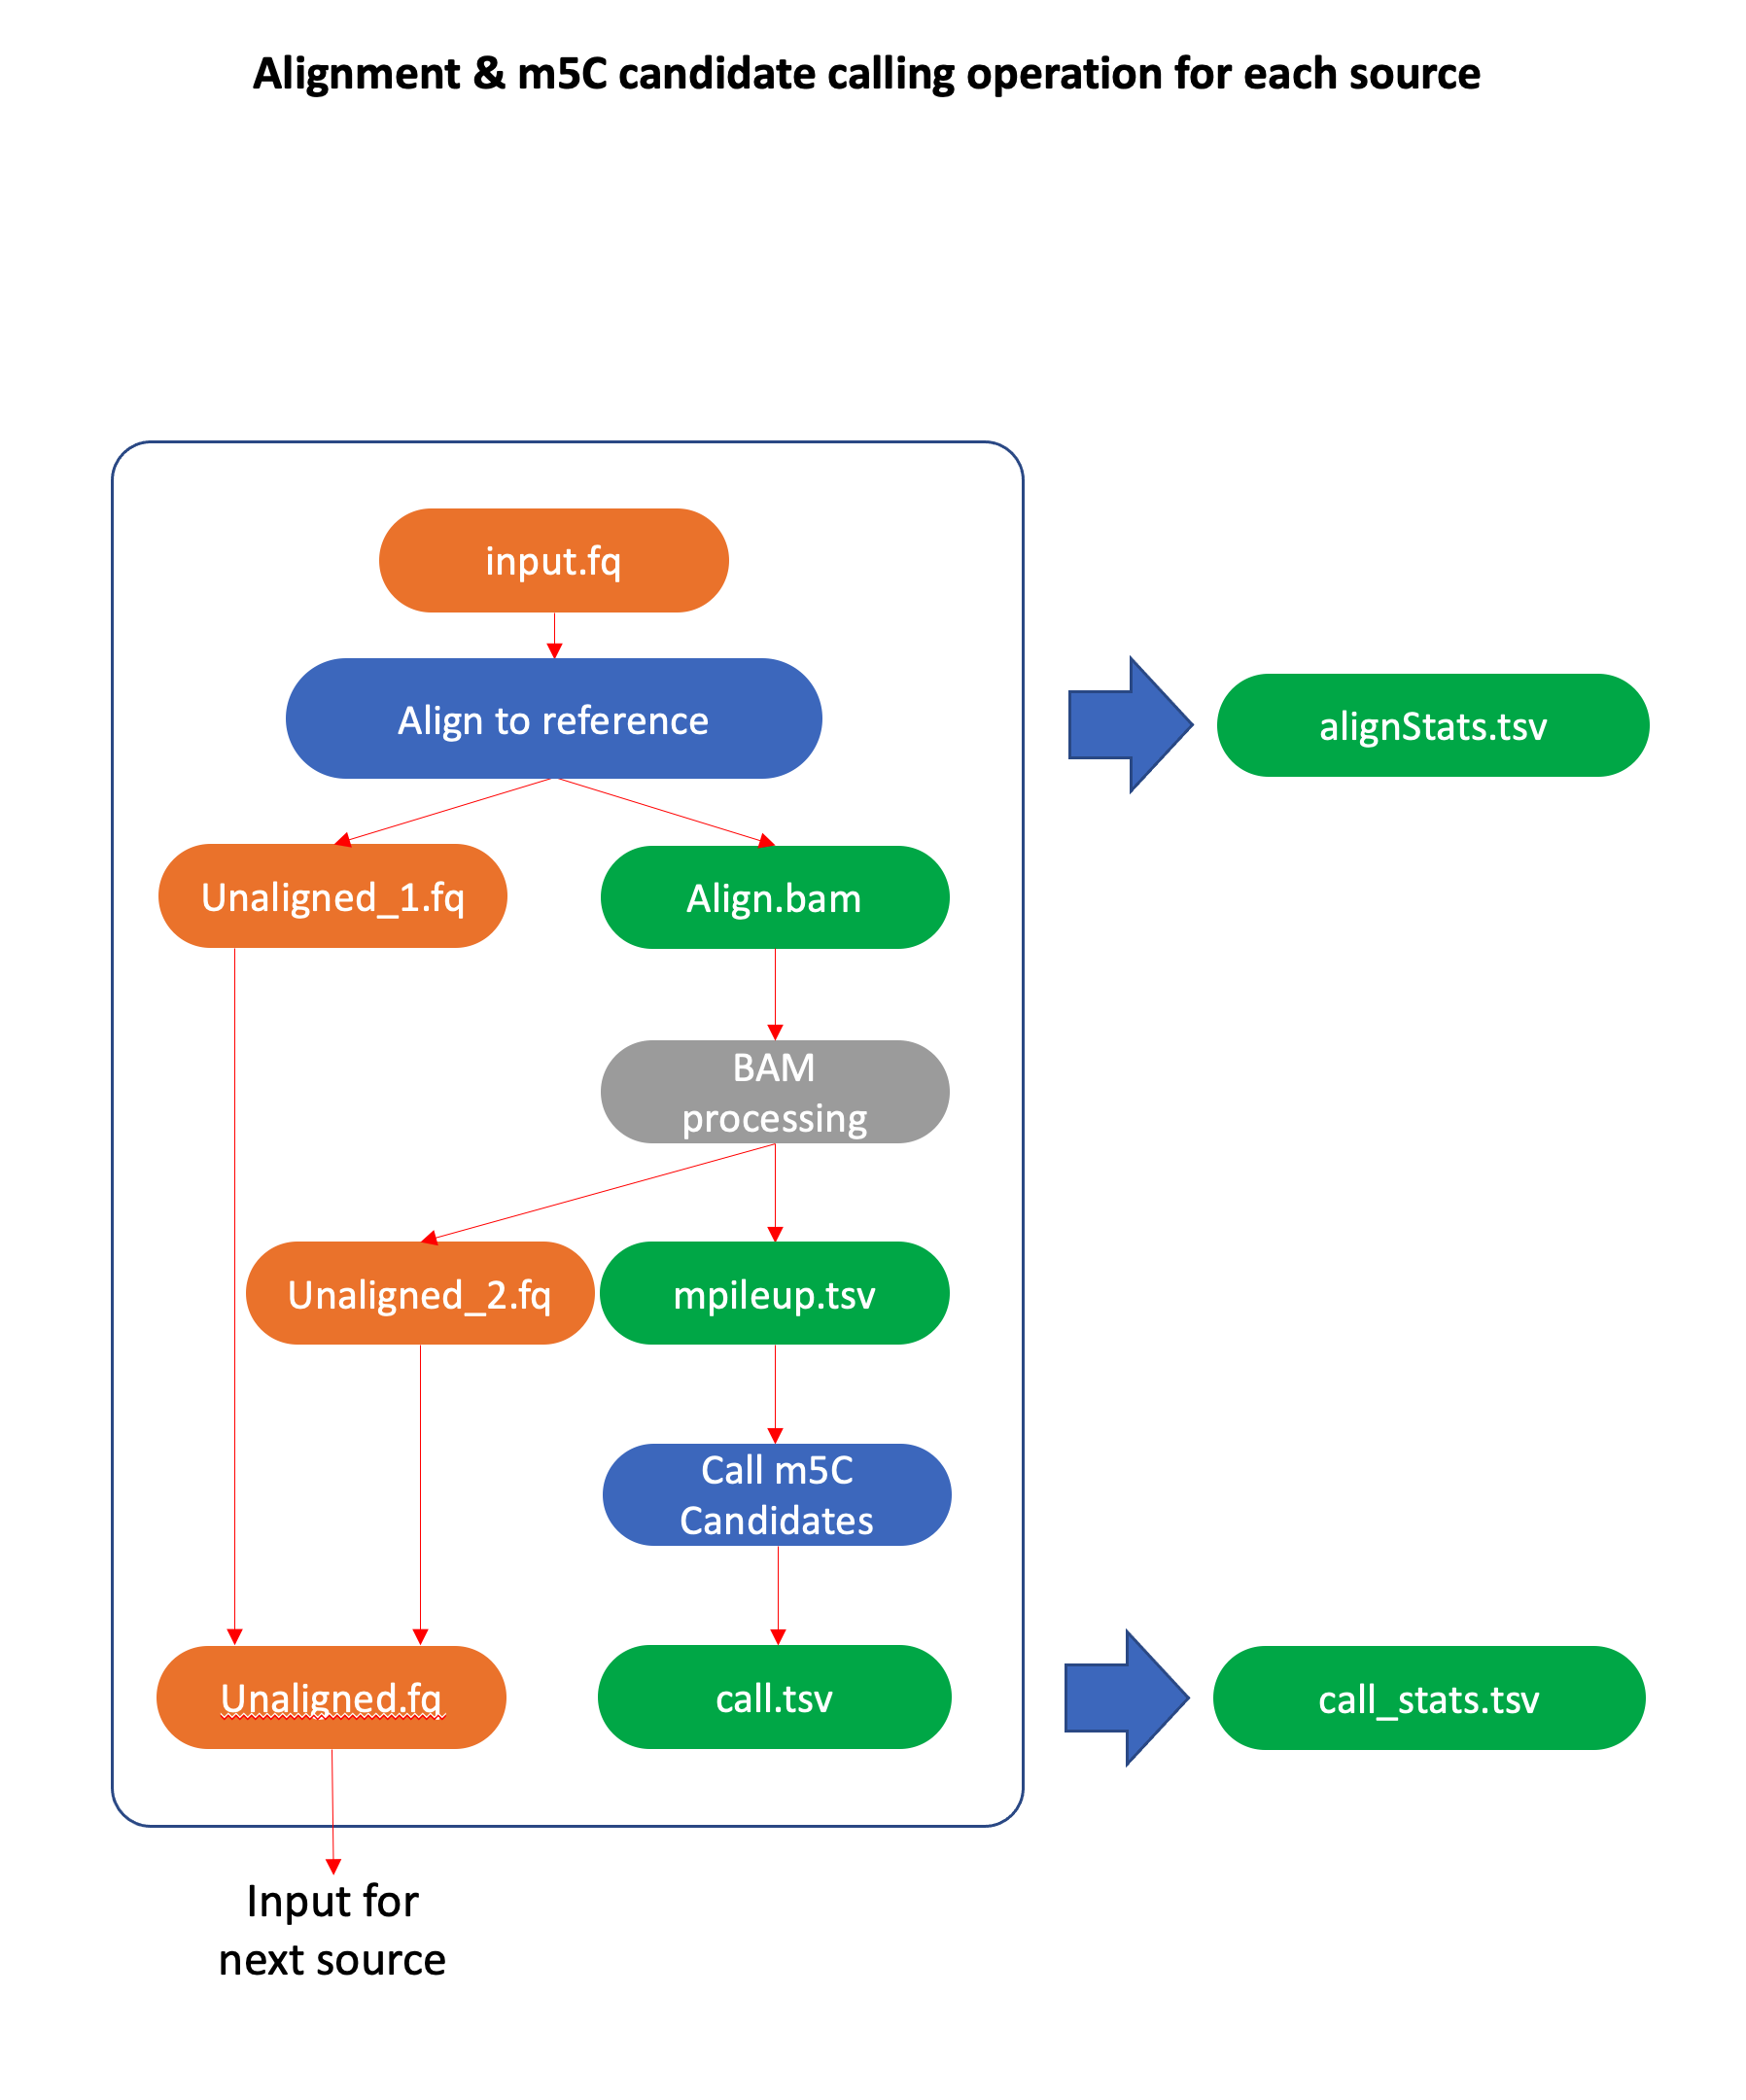 Alignment & m5C candidate calling operation for each source
input.fq
Align to reference
alignStats.tsv
Unaligned_1.fq
Align.bam
BAM
processing
Unaligned_2.fq
mpileup.tsv
Call m5C
Candidates
Unaligned.fq
call.tsv
call_stats.tsv
Input for
next source